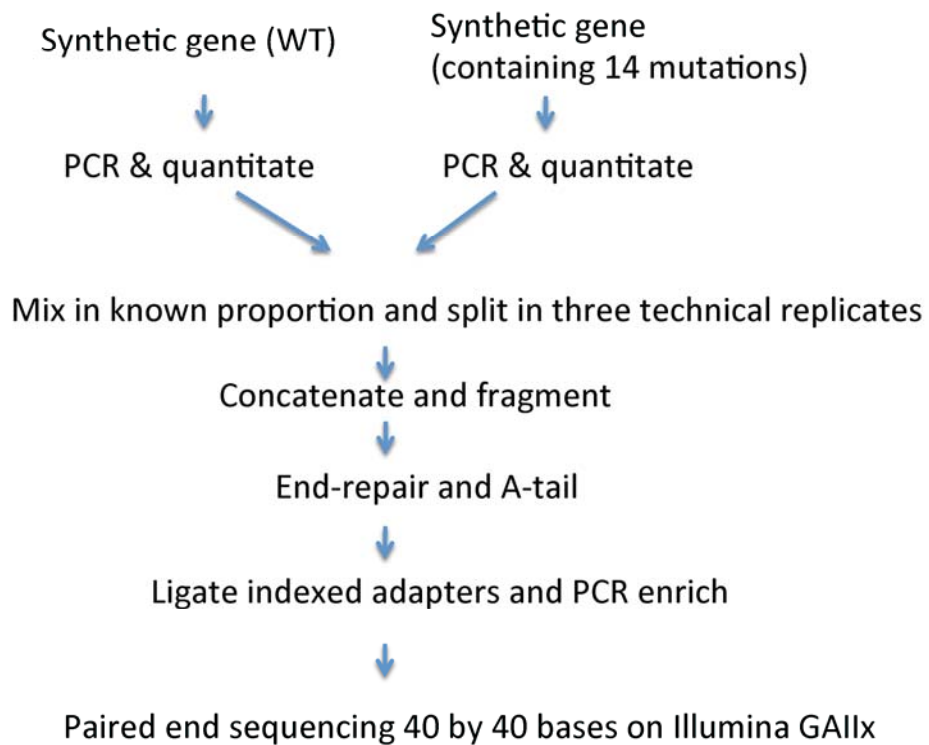 Synthetic gene (WT)
Synthetic gene
(containing 14 mutations)
PCR & quantitate
PCR & quantitate
Mix in known proportion and split in three technical replicates
Concatenate and fragment
End-repair and A-tail
Ligate indexed adapters and PCR enrich
Paired end sequencing 40 by 40 bases on Illumina GAIIx